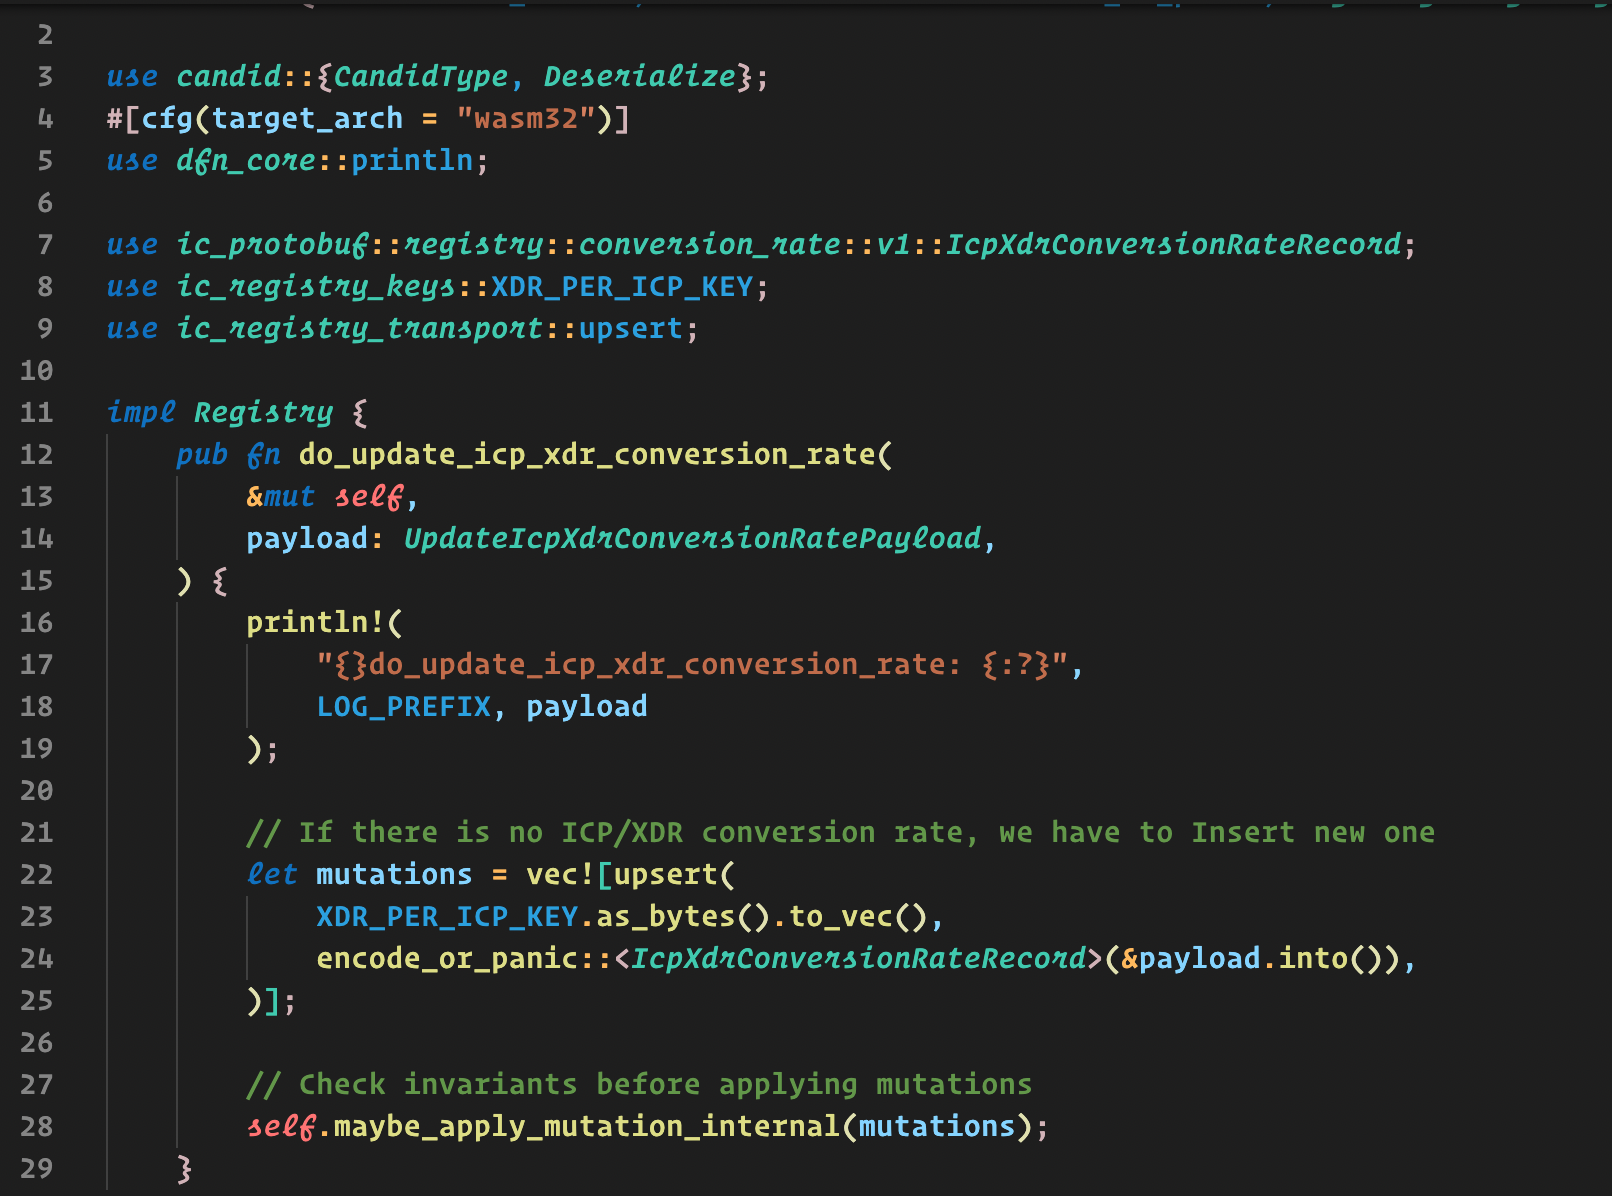 2
3 use candid::{CandidType, Deserialize};
4 #[cfg(target_arch = "wasm32")]
5 use dfn_core::println;
6
7 use ic_protobuf::registry::conversion_rate::v1::IcpXdrConversionRateRecord;
8 use ic_registry_keys::XDR_PER_ICP_KEY;
9 use ic_registry_transport::upsert;
10
11 impl Registry {
12     pub fn do_update_icp_xdr_conversion_rate(
13         &mut self,
14         payload: UpdateIcpXdrConversionRatePayload,
15     ) {
16         println!(
17             "{}do_update_icp_xdr_conversion_rate: {:?}",
18             LOG_PREFIX, payload
19         );
20
21         // If there is no ICP/XDR conversion rate, we have to Insert new one
22         let mutations = vec![upsert(
23             XDR_PER_ICP_KEY.as_bytes().to_vec(),
24             encode_or_panic::<IcpXdrConversionRateRecord>(&payload.into()),
25         )];
26
27         // Check invariants before applying mutations
28         self.maybe_apply_mutation_internal(mutations);
29     }